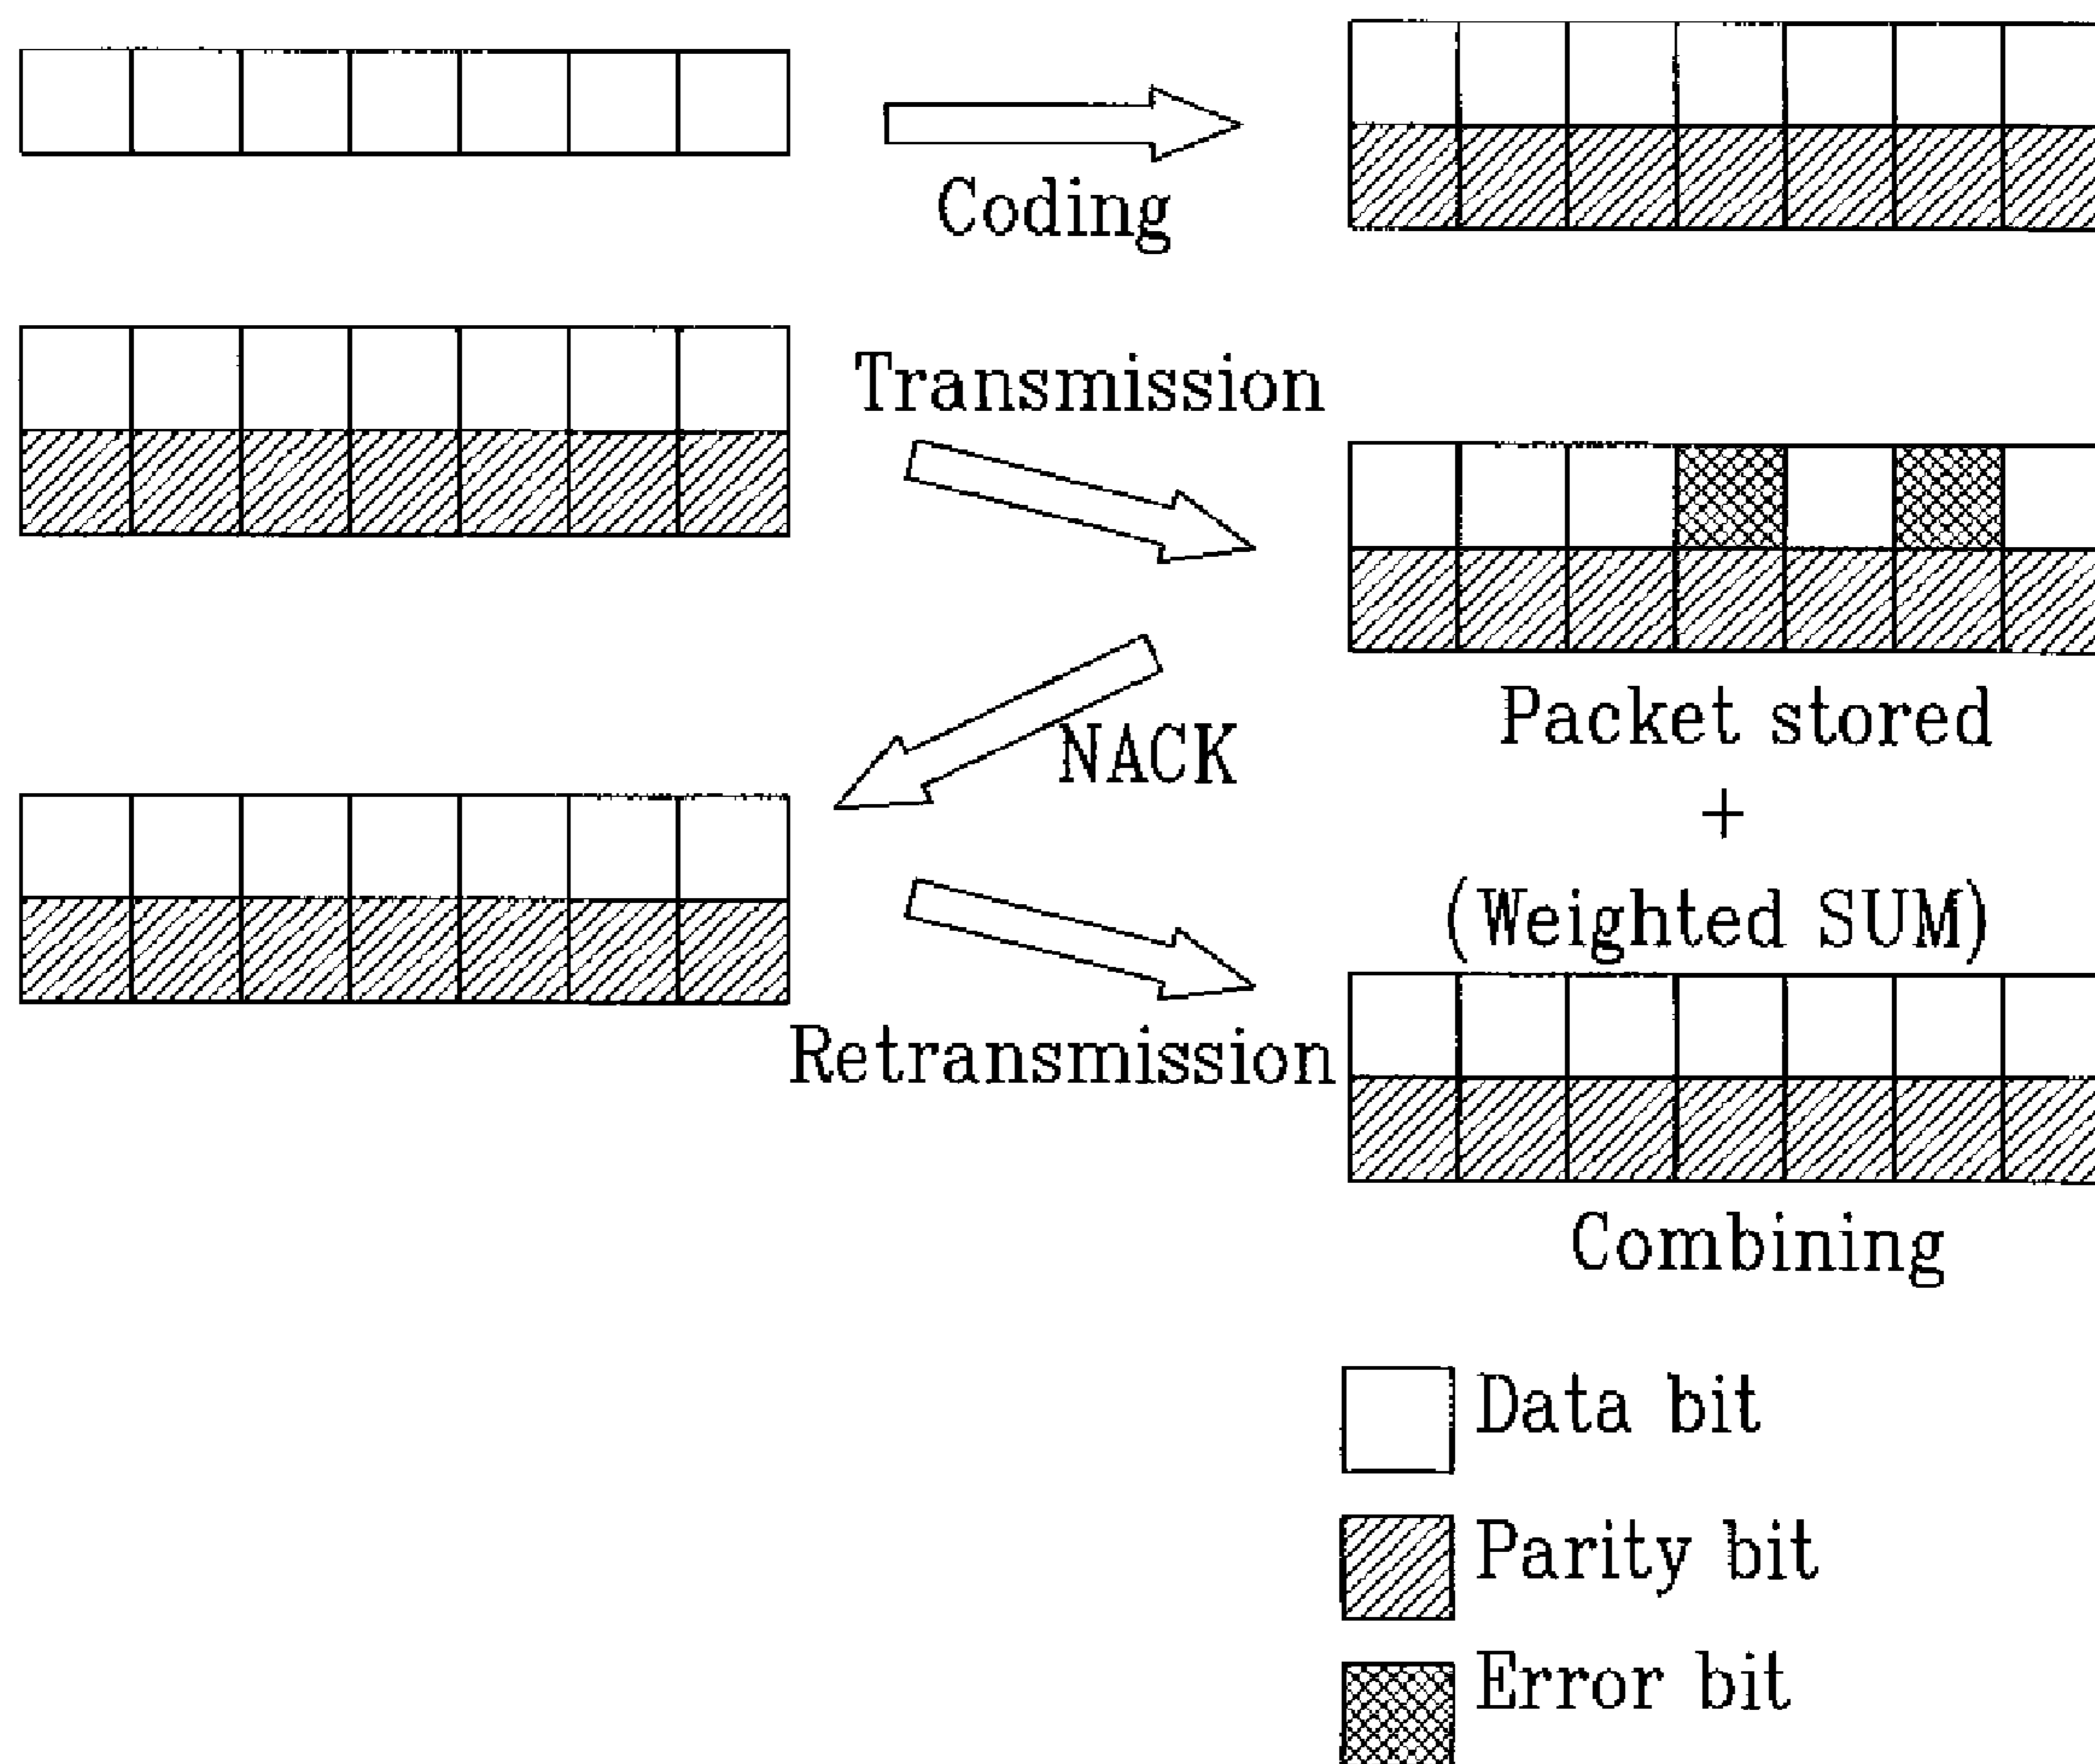 Coding
Transmission
NACK
Packet stored
+
(Weighted SUM)
Retransmission
Combining
Data bit
Parity bit
Error bit